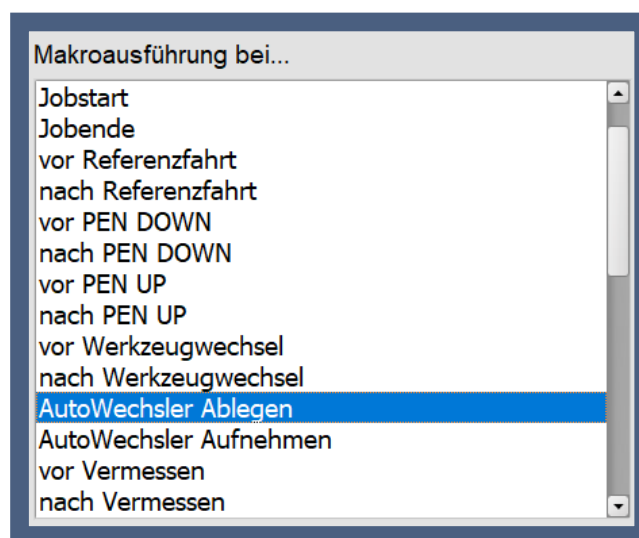 Makroausführung bei...
Jobstart
Jobende
vor Referenzfahrt
nach Referenzfahrt
vor PEN DOWN
nach PEN DOWN
vor PEN UP
nach PEN UP
vor Werkzeugwechsel
nach Werkzeugwechsel
AutoWechsler Ablegen
AutoWechsler Aufnehmen
vor Vermessen
nach Vermessen